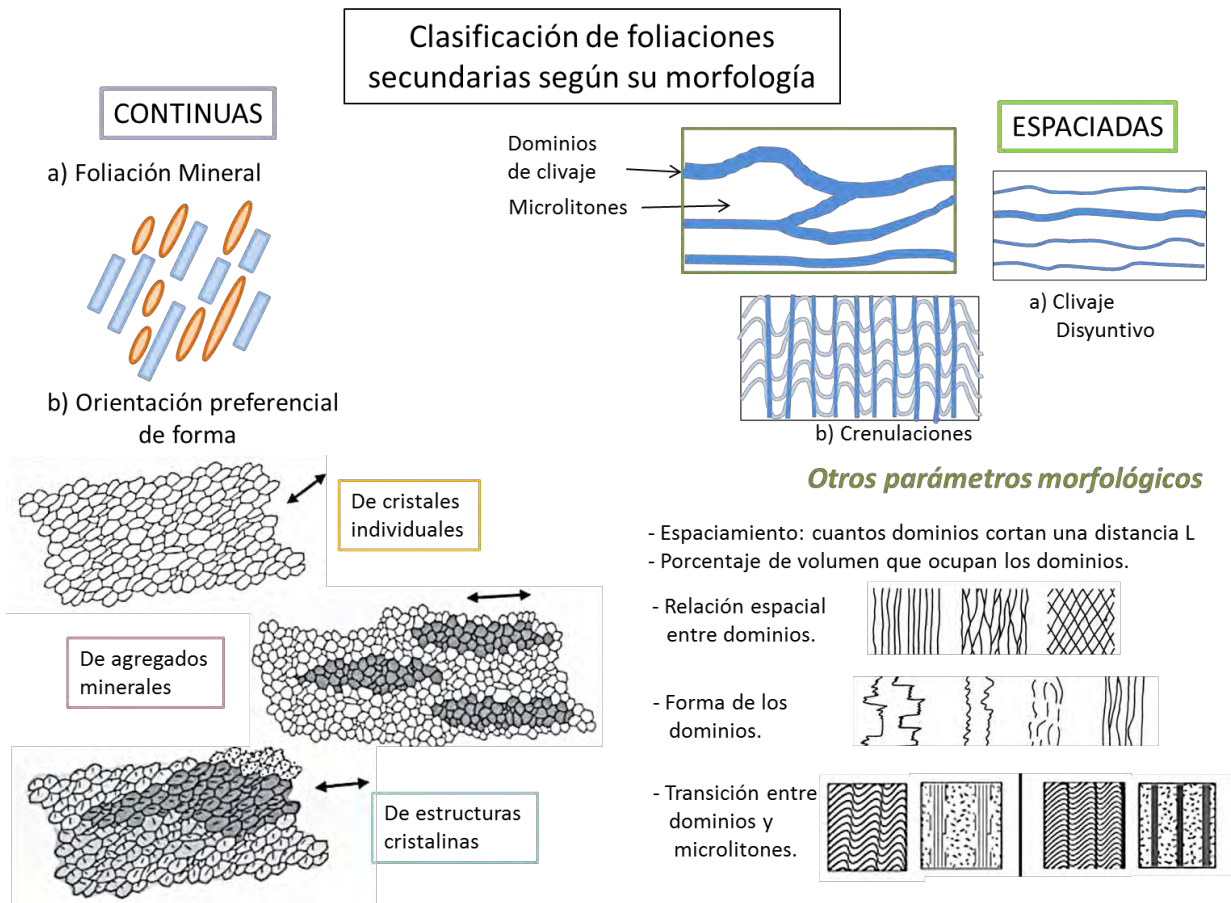 Clasificación de foliaciones
secundarias según su morfología
CONTINUAS
a) Foliación Mineral
b) Orientación preferencial
de forma
De cristales
individuales
De agregados
minerales
De estructuras
cristalinas
ESPACIADAS
Dominios
de clivaje
Microlitones
a) Clivaje
Disyuntivo
b) Crenulaciones
Otros parámetros morfológicos
- Espaciamiento: cuantos dominios cortan una distancia L
- Porcentaje de volumen que ocupan los dominios.
- Relación espacial
entre dominios.
- Forma de los
dominios.
- Transición entre
dominios y
microlitones.